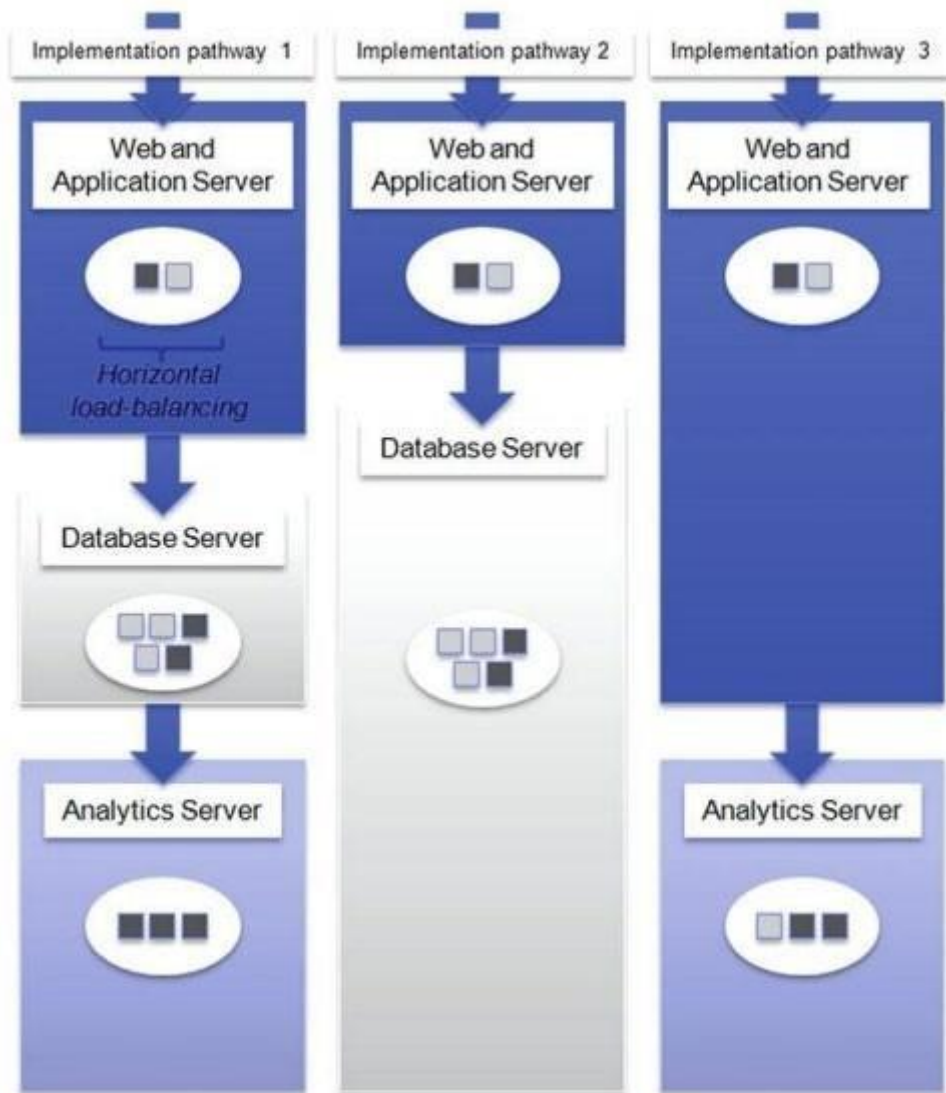 Implementation pathway 1
Web and
Application Server
Horizontal
load-balancing
Database Server
Analytics Server
Implementation pathway 2
Web and
Application Server
Database Server
Implementation pathway 3
Web and
Application Server
Analytics Server